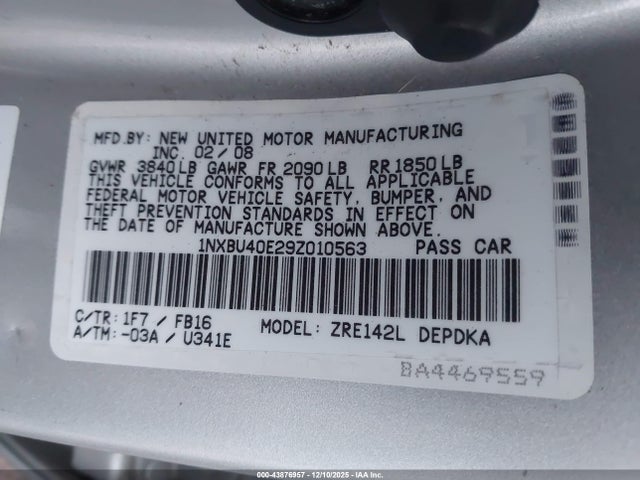 MFD.BY: NEW UNITED MOTOR MANUFACTURING
INC. 02/08
GVWR 3840LB GAWR FR 2090LB RR 1850LB
THIS VEHICLE CONFORMS TO ALL APPLICABLE
FEDERAL MOTOR VEHICLE SAFETY, BUMPER, AND
THEFT PREVENTION STANDARDS IN EFFECT ON
THE DATE OF MANUFACTURE SHOWN ABOVE.
1NXBU40E29Z010563 PASS CAR
C/TR: 1F7 / FB16
A/TM: -03A / U341E
MODEL: ZRE142L DEPDKA
BA4469559
000-43876957 - 12/10/2025 - IAA Inc.